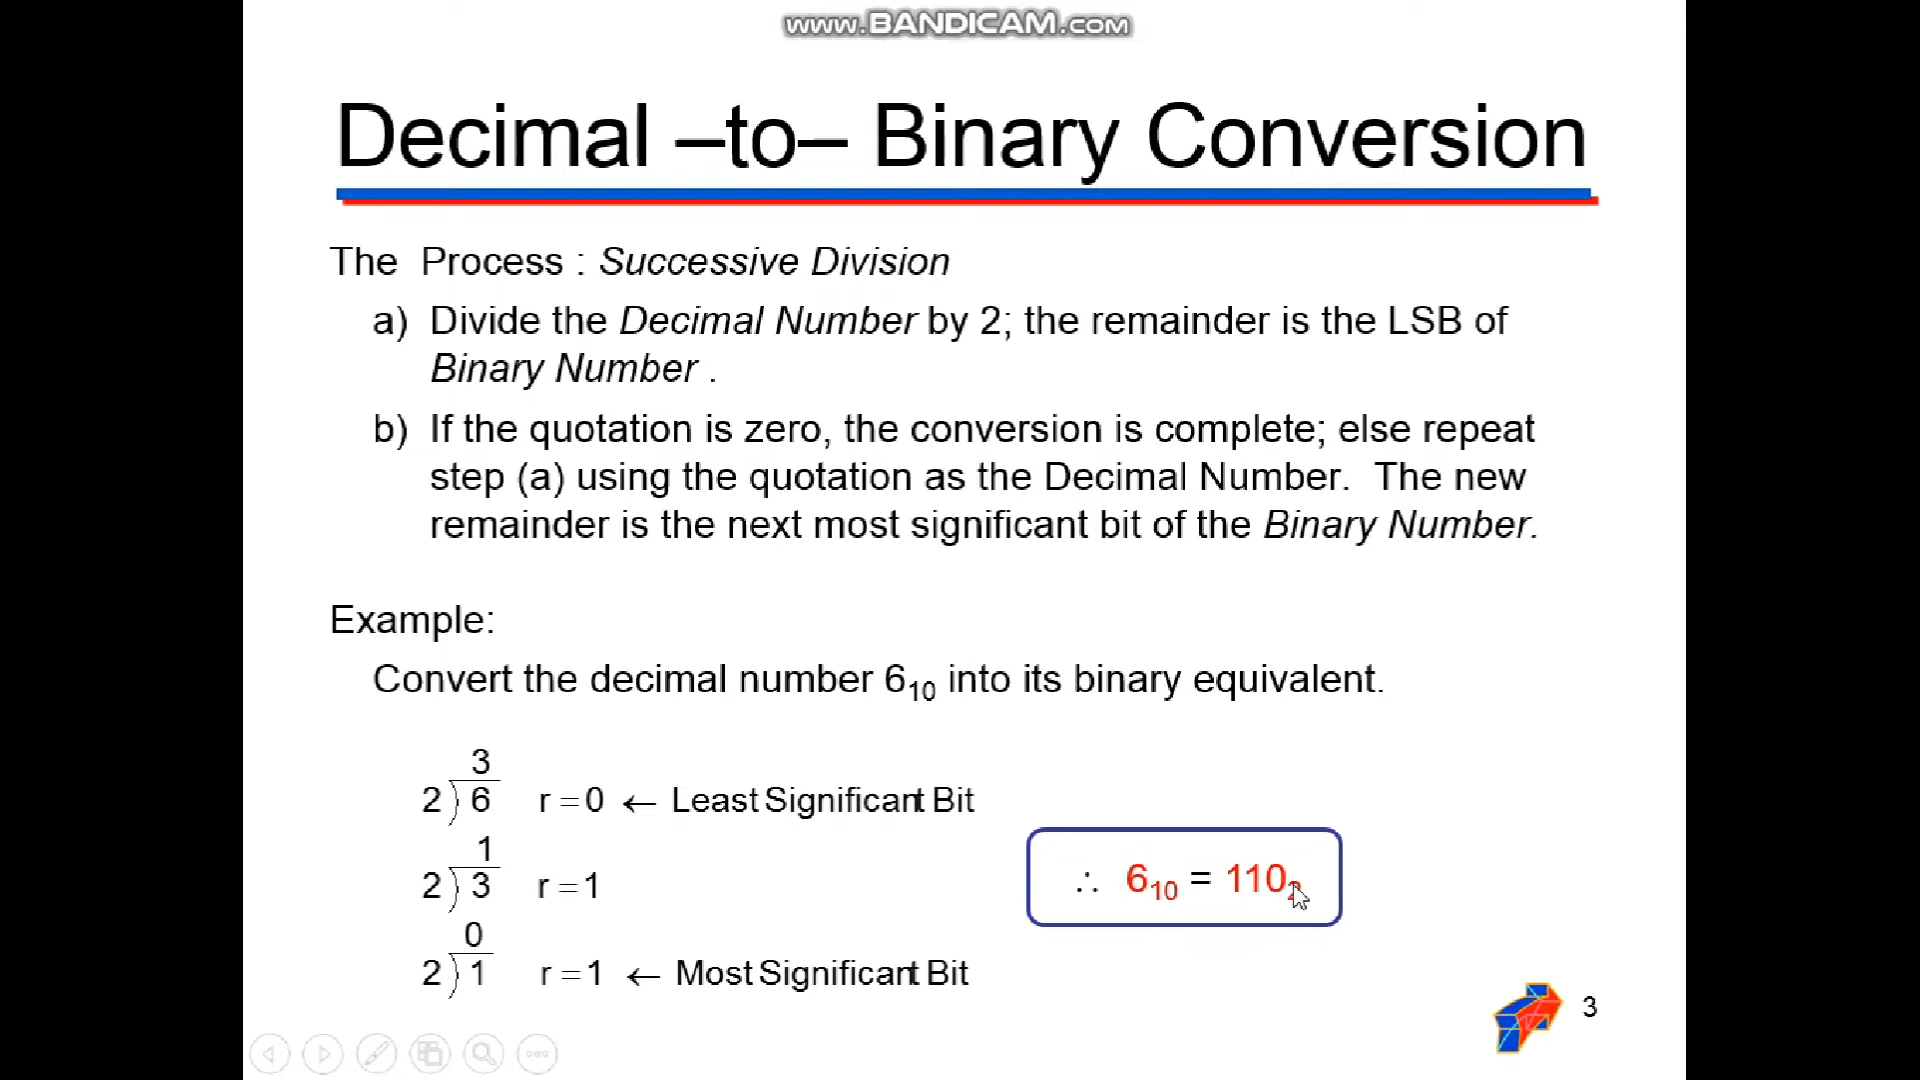 www.BANDICAM.com
Decimal –to– Binary Conversion
The Process : Successive Division
a) Divide the Decimal Number by 2; the remainder is the LSB of
Binary Number .
b) If the quotation is zero, the conversion is complete; else repeat
step (a) using the quotation as the Decimal Number. The new
remainder is the next most significant bit of the Binary Number.
Example:
Convert the decimal number 6₁₀ into its binary equivalent.
3
2)6 r = 0 ← Least Significant Bit
1
2)3 r = 1
∴ 6₁₀ = 110₂
0
2)1 r = 1 ← Most Significant Bit
3